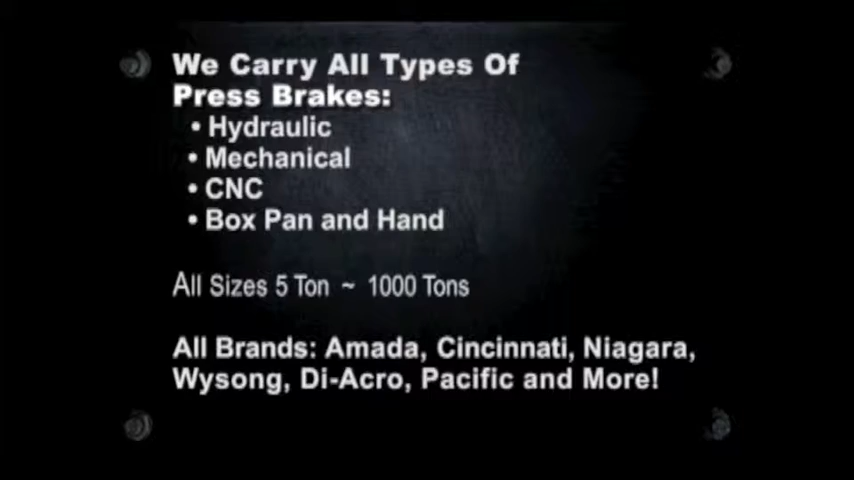 We Carry All Types Of
Press Brakes:
• Hydraulic
• Mechanical
• CNC
• Box Pan and Hand
All Sizes 5 Ton ~ 1000 Tons
All Brands: Amada, Cincinnati, Niagara,
Wysong, Di-Acro, Pacific and More!